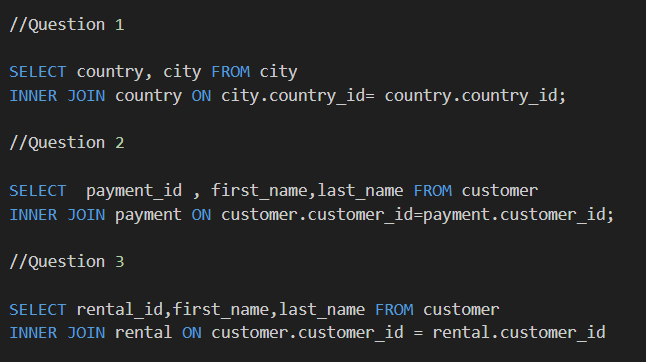 //Question 1
SELECT country, city FROM city
INNER JOIN country ON city.country_id= country.country_id;
//Question 2
SELECT  payment_id , first_name,last_name FROM customer
INNER JOIN payment ON customer.customer_id=payment.customer_id;
//Question 3
SELECT rental_id,first_name,last_name FROM customer
INNER JOIN rental ON customer.customer_id = rental.customer_id